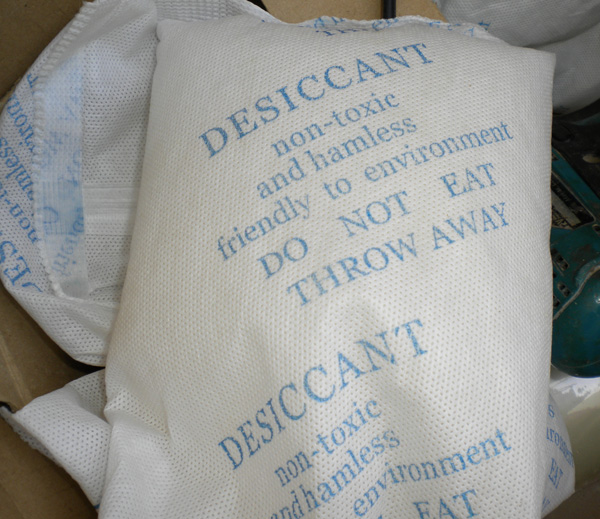 DESICCANT
non-toxic
and hamless
friendly to environment
DO NOT EAT
THROW AWAY
DESICCANT
non-toxic
and hamless
environment
EAT